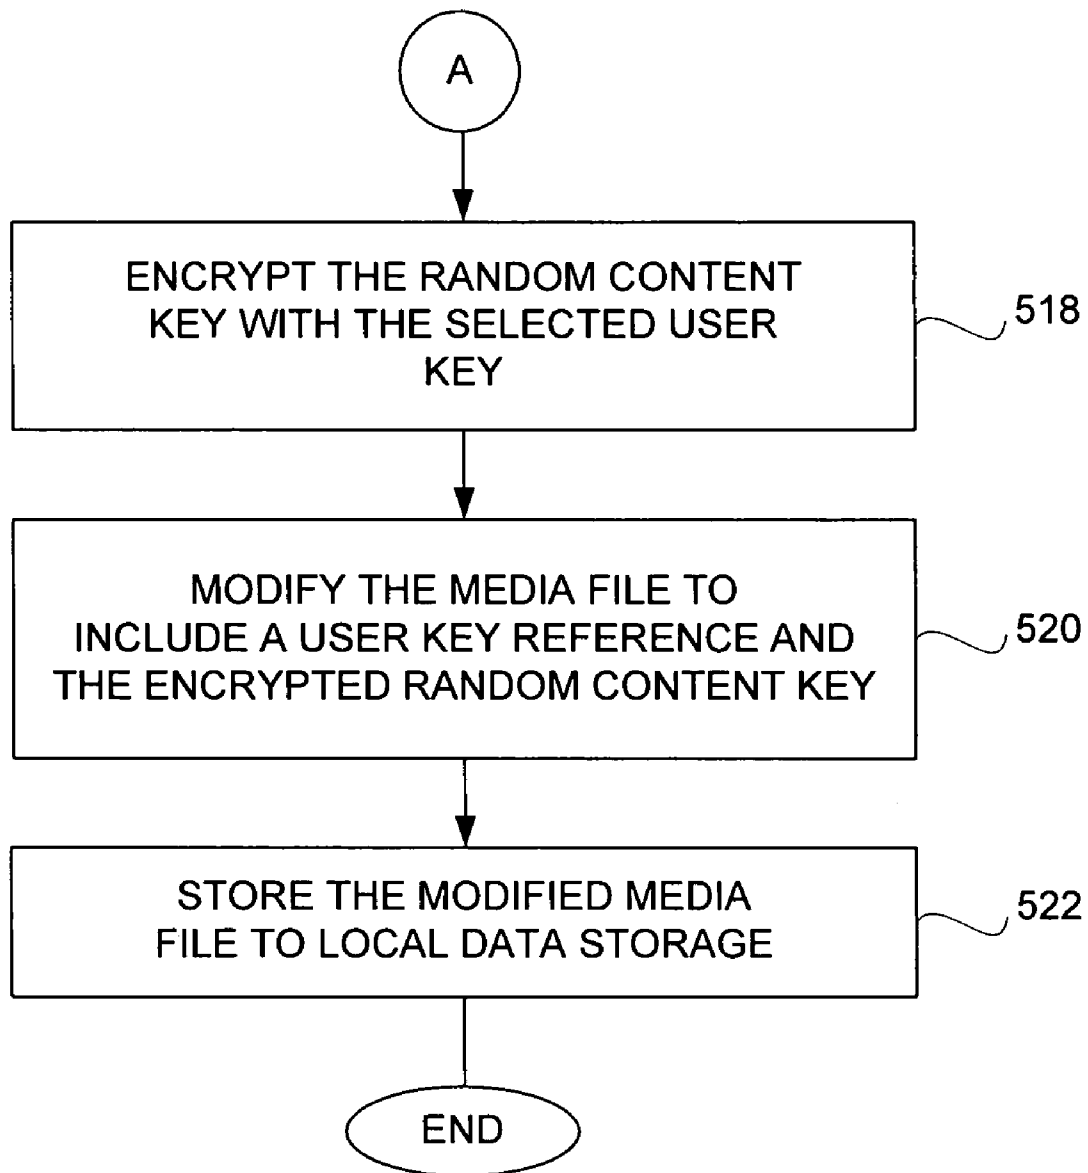 A
ENCRYPT THE RANDOM CONTENT
KEY WITH THE SELECTED USER
KEY
518
MODIFY THE MEDIA FILE TO
INCLUDE A USER KEY REFERENCE AND
THE ENCRYPTED RANDOM CONTENT KEY
520
STORE THE MODIFIED MEDIA
FILE TO LOCAL DATA STORAGE
522
END